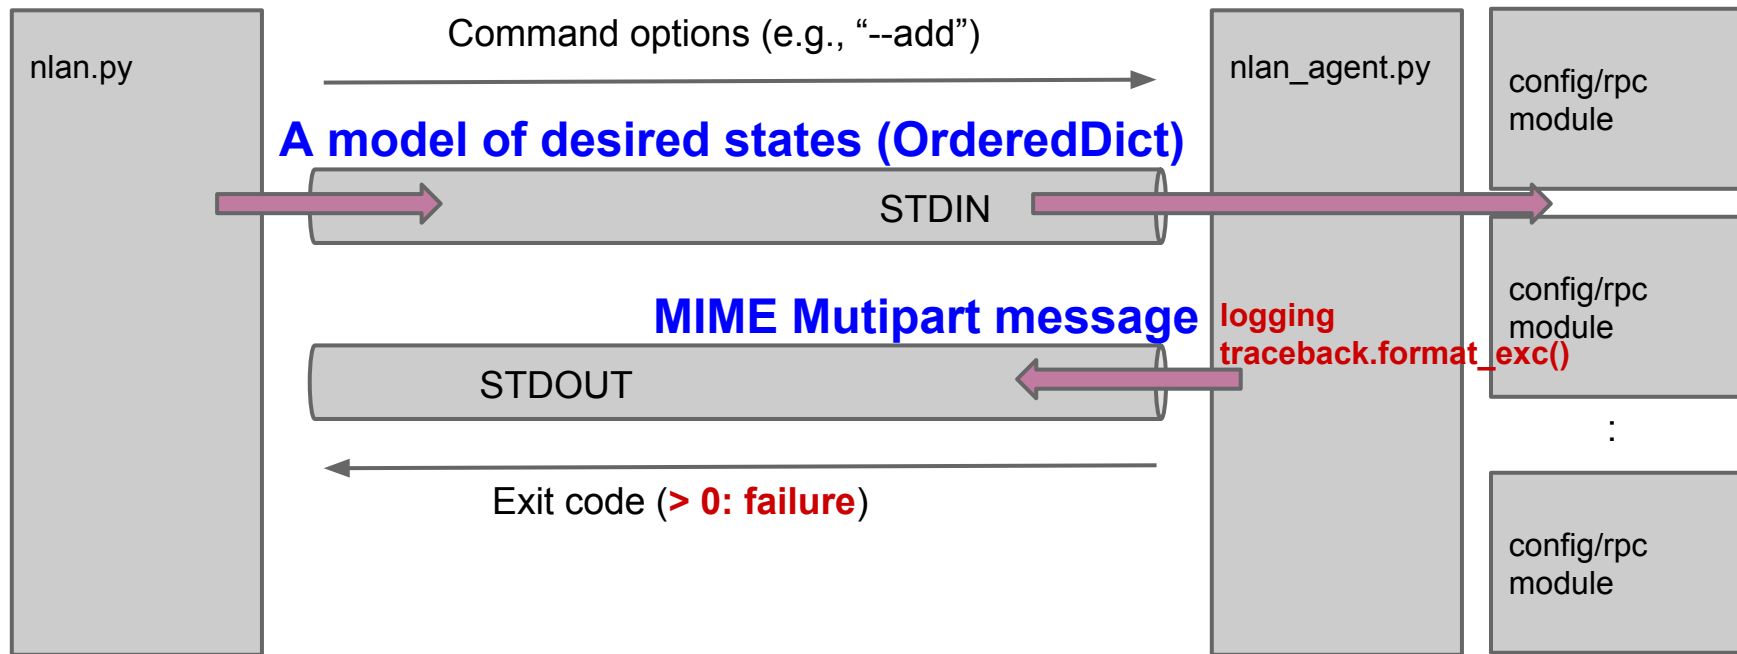 nlan.py
Command options (e.g., “--add”)
nlan_agent.py
config/rpc
module
A model of desired states (OrderedDict)
STDIN
MIME Mutipart message
logging
traceback.format_exc()
config/rpc
module
STDOUT
:
Exit code (> 0: failure)
config/rpc
module